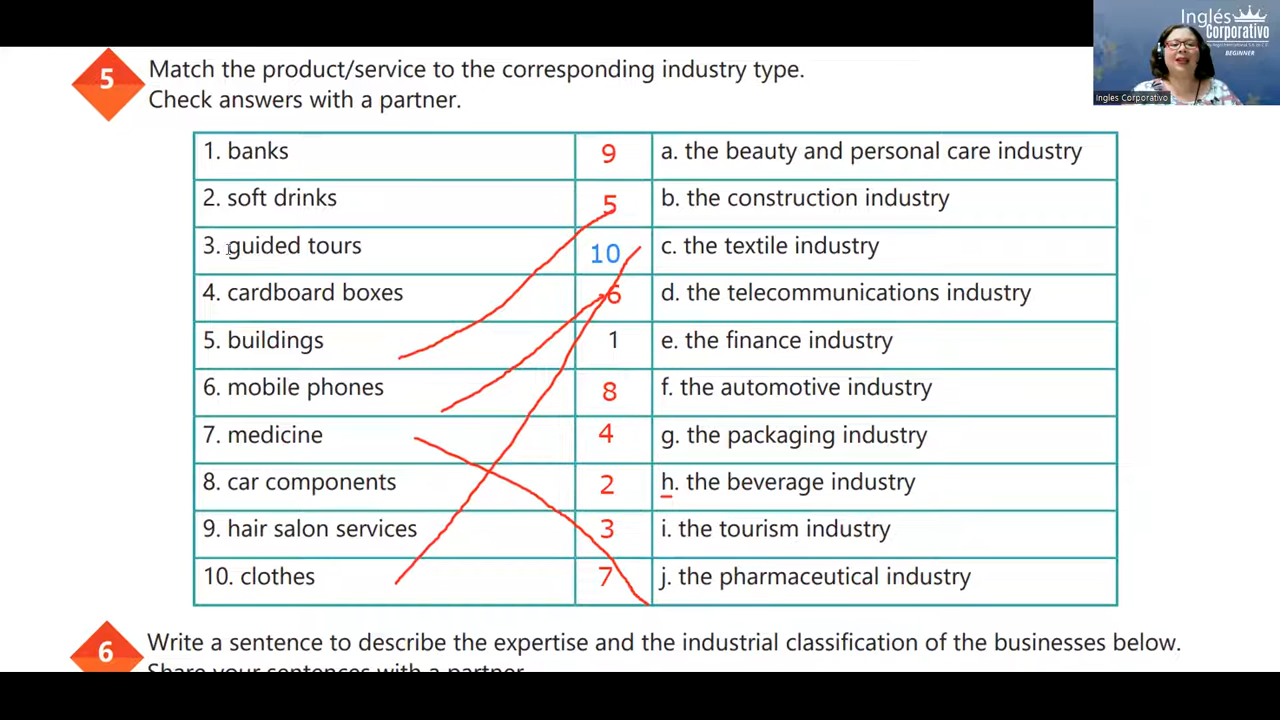 Inglés
Corporativo
BEGINNER
Ingles Corporativo
5 Match the product/service to the corresponding industry type.
Check answers with a partner.
1. banks 9 a. the beauty and personal care industry
2. soft drinks 5 b. the construction industry
3. guided tours 10 c. the textile industry
4. cardboard boxes 6 d. the telecommunications industry
5. buildings 1 e. the finance industry
6. mobile phones 8 f. the automotive industry
7. medicine 4 g. the packaging industry
8. car components 2 h. the beverage industry
9. hair salon services 3 i. the tourism industry
10. clothes 7 j. the pharmaceutical industry
6 Write a sentence to describe the expertise and the industrial classification of the businesses below.
Share your sentences with a partner